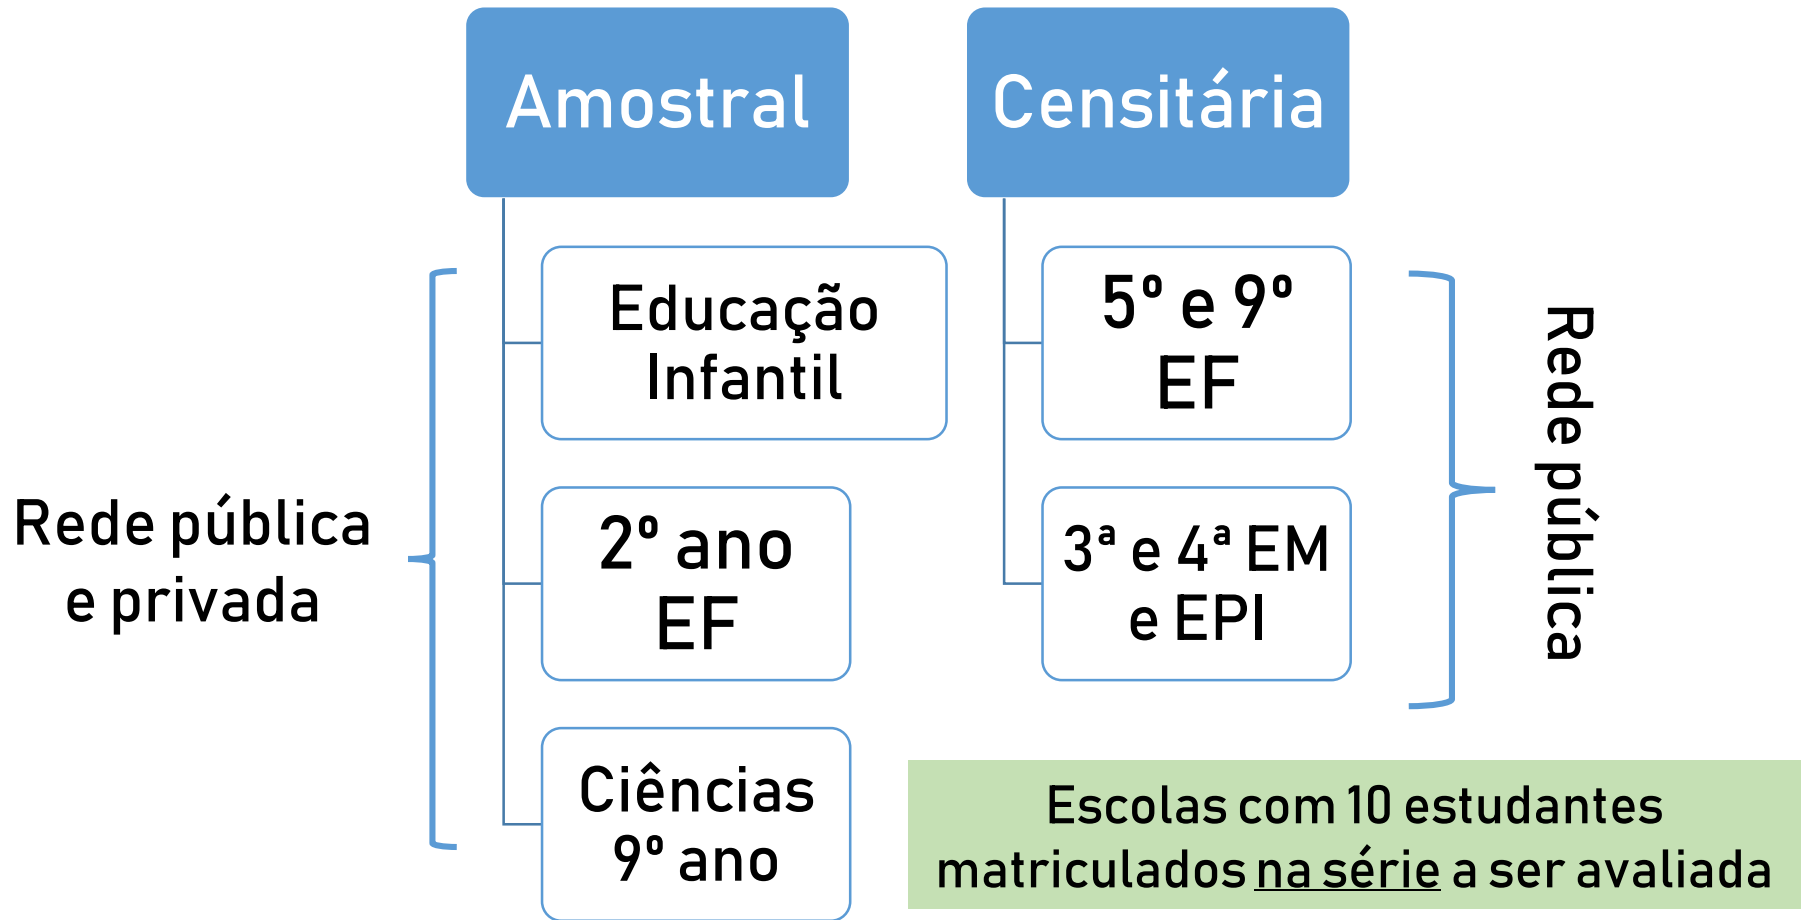 Amostral
Educação
Infantil
2º ano
EF
Ciências
9º ano
Rede pública
e privada
Censitária
5º e 9º
EF
3ª e 4ª EM
e EPI
Rede pública
Escolas com 10 estudantes
matriculados na série a ser avaliada